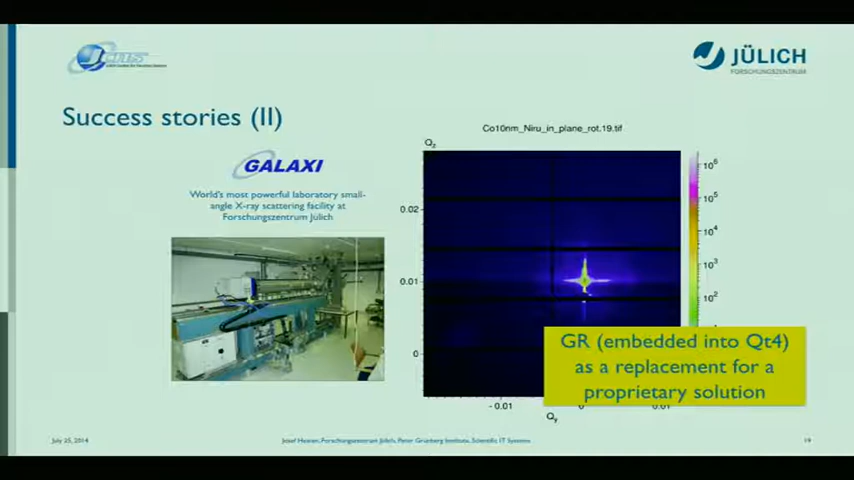 JCNS
JÜLICH
FORSCHUNGSZENTRUM
Success stories (II)
GALAXI
World's most powerful laboratory small-
angle X-ray scattering facility at
Forschungszentrum Jülich
Co10nm_Niru_in_plane_rot.19.tif
Qz
10⁶
10⁵
0.02
10⁴
10³
0.01
10²
0
GR (embedded into Qt4)
as a replacement for a
proprietary solution
- 0.01
0
0.01
Qy
July 25, 2014
Josef Heinen, Forschungszentrum Jülich, Peter Grünberg Institute, Scientific IT Systems
19